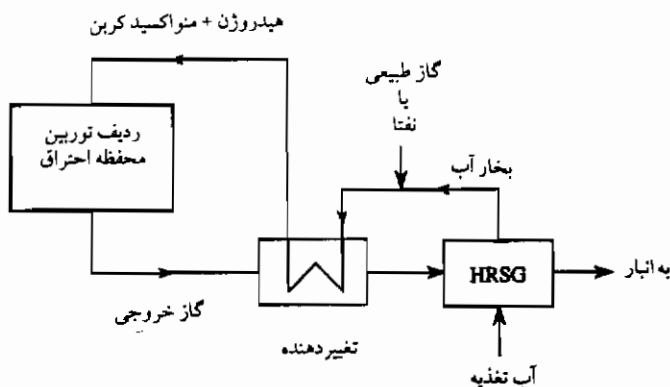 هیدروژن + منواکسید کربن
گاز طبیعی
یا
نفتا
ردیف توربین
محفظه احتراق
بخار آب
HRSG
به انبار
گاز خروجی
تغییردهنده
آب تغذیه